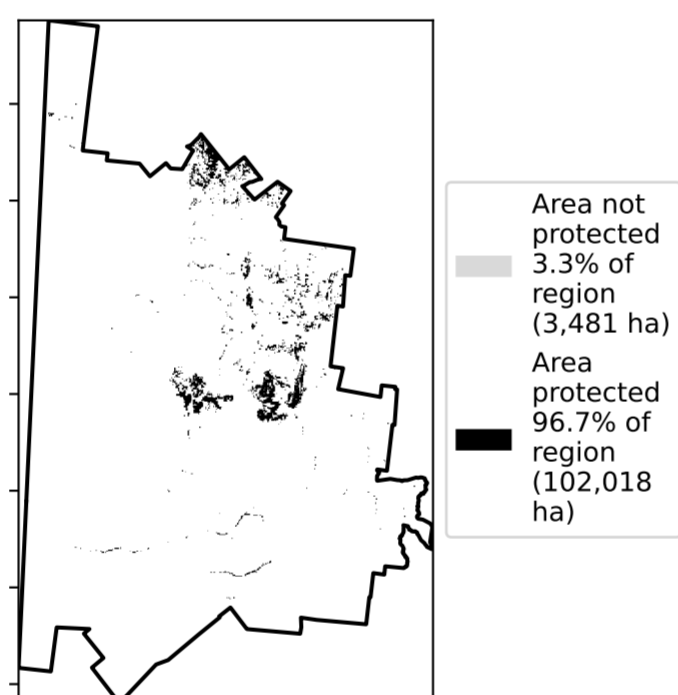 Area not
protected
3.3% of
region
(3,481 ha)
Area
protected
96.7% of
region
(102,018
ha)